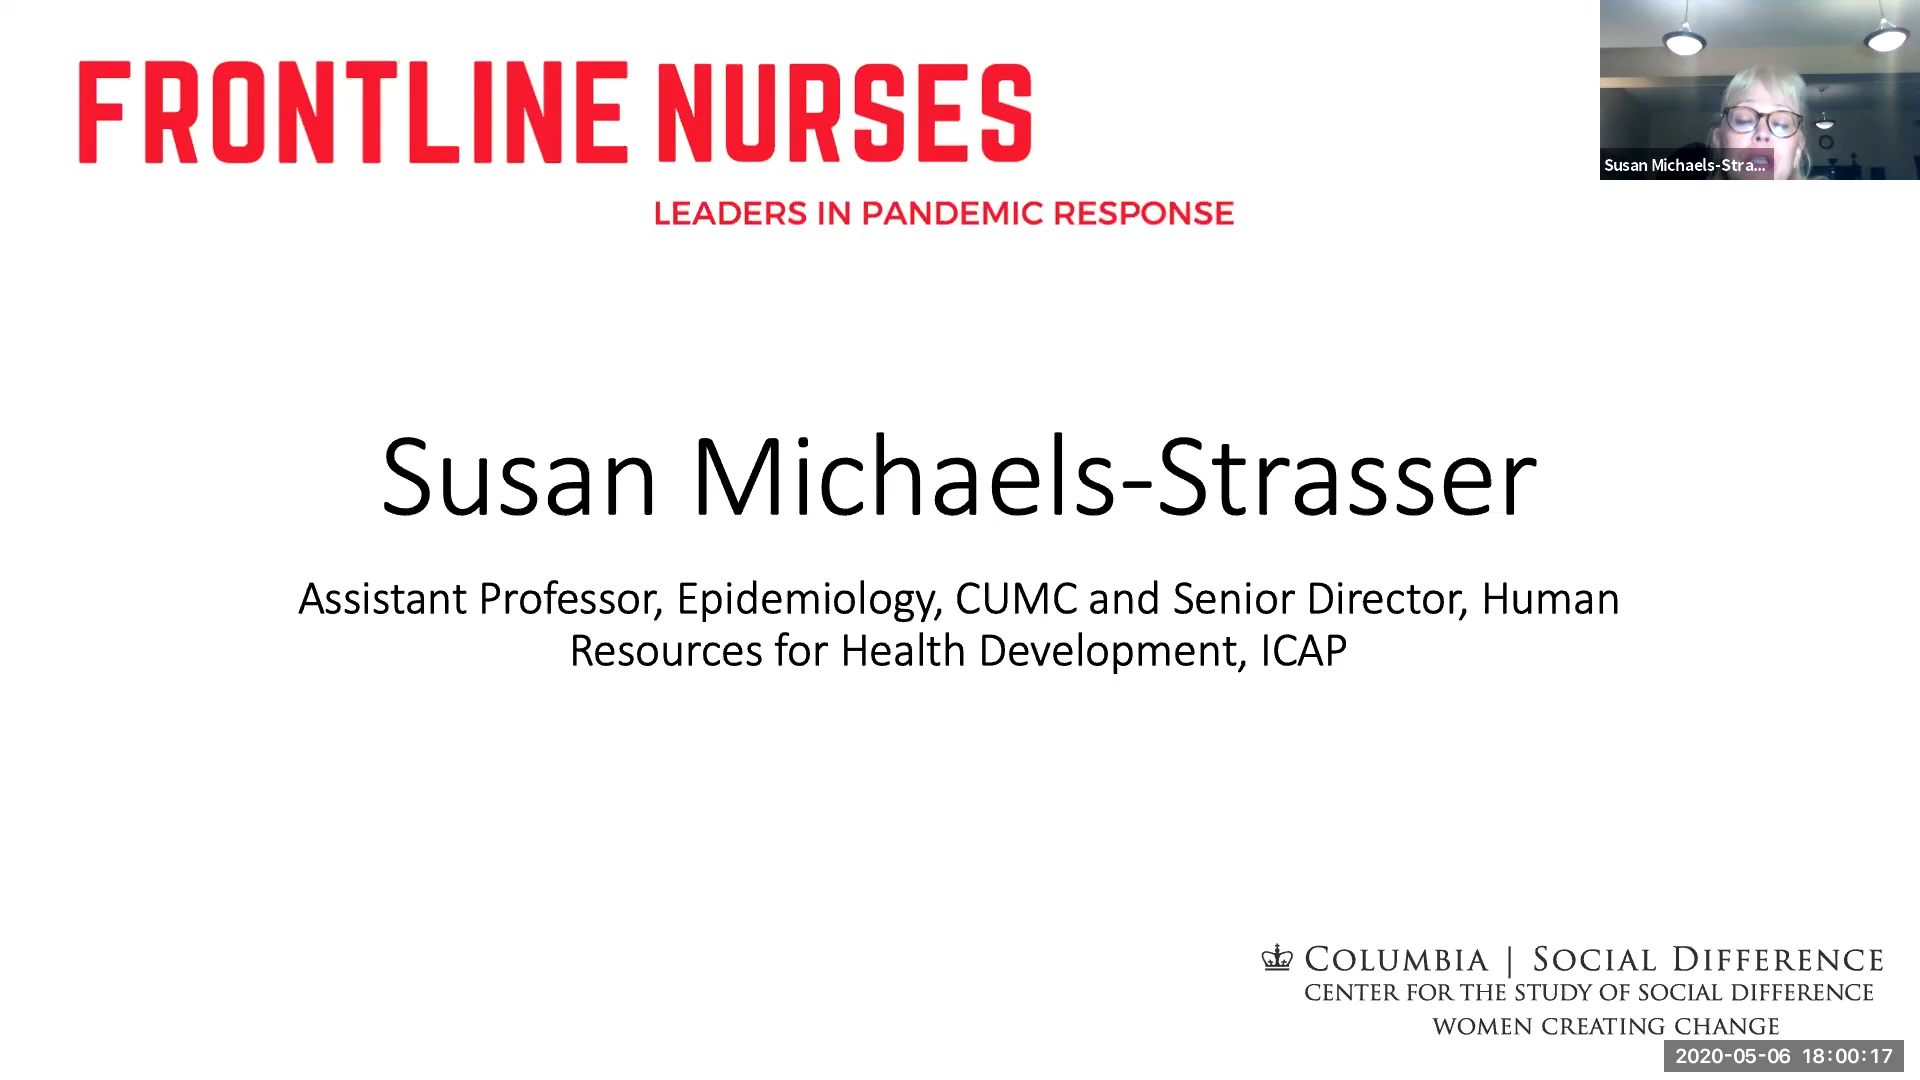 FRONTLINE NURSES
LEADERS IN PANDEMIC RESPONSE
Susan Michaels-Stra...
Susan Michaels-Strasser
Assistant Professor, Epidemiology, CUMC and Senior Director, Human
Resources for Health Development, ICAP
COLUMBIA | SOCIAL DIFFERENCE
CENTER FOR THE STUDY OF SOCIAL DIFFERENCE
WOMEN CREATING CHANGE
2020-05-06 18:00:17